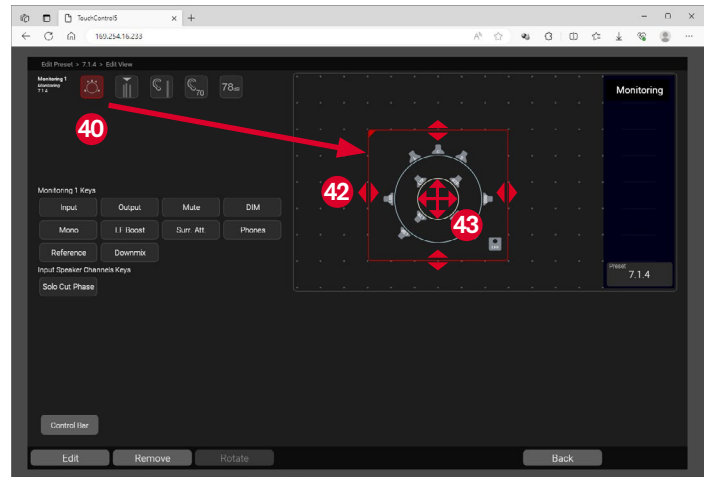 TouchControl5
169.254.16.233
Edit Preset > 7.1.4 > Edit View
Monitoring 1
Monitoring
7.1.4
70
78dB
Monitoring
40
42
43
LFE
Monitoring 1 Keys
Input Output Mute DIM
Mono LF Boost Surr. Att. Phones
Reference Downmix
Input Speaker Channels Keys
Solo Cut Phase
Preset
7.1.4
Control Bar
Edit Remove Rotate Back